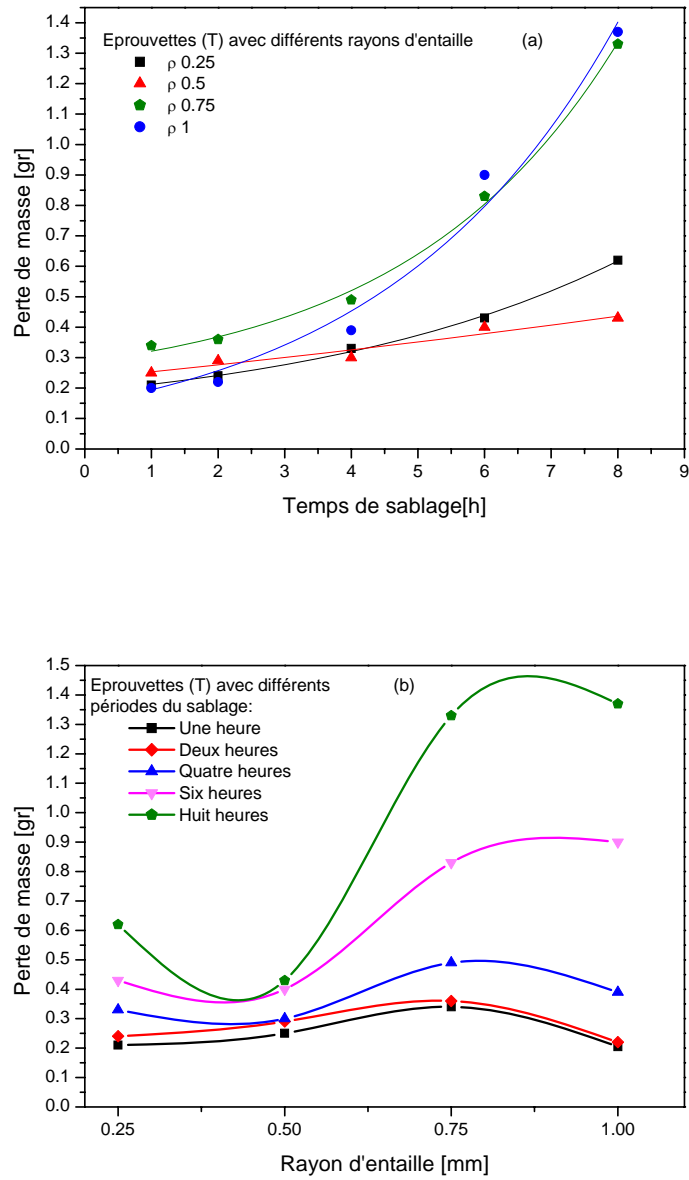 1.4
1.3
1.2
1.1
1.0
0.9
0.8
0.7
0.6
0.5
0.4
0.3
0.2
0.1
0.0
Perte de masse [gr]
Eprouvettes (T) avec différents rayons d'entaille (a)
ρ 0.25
ρ 0.5
ρ 0.75
ρ 1
0 1 2 3 4 5 6 7 8 9
Temps de sablage[h]
1.5
1.4
1.3
1.2
1.1
1.0
0.9
0.8
0.7
0.6
0.5
0.4
0.3
0.2
0.1
0.0
Perte de masse [gr]
Eprouvettes (T) avec différents (b)
périodes du sablage:
Une heure
Deux heures
Quatre heures
Six heures
Huit heures
0.25 0.50 0.75 1.00
Rayon d'entaille [mm]